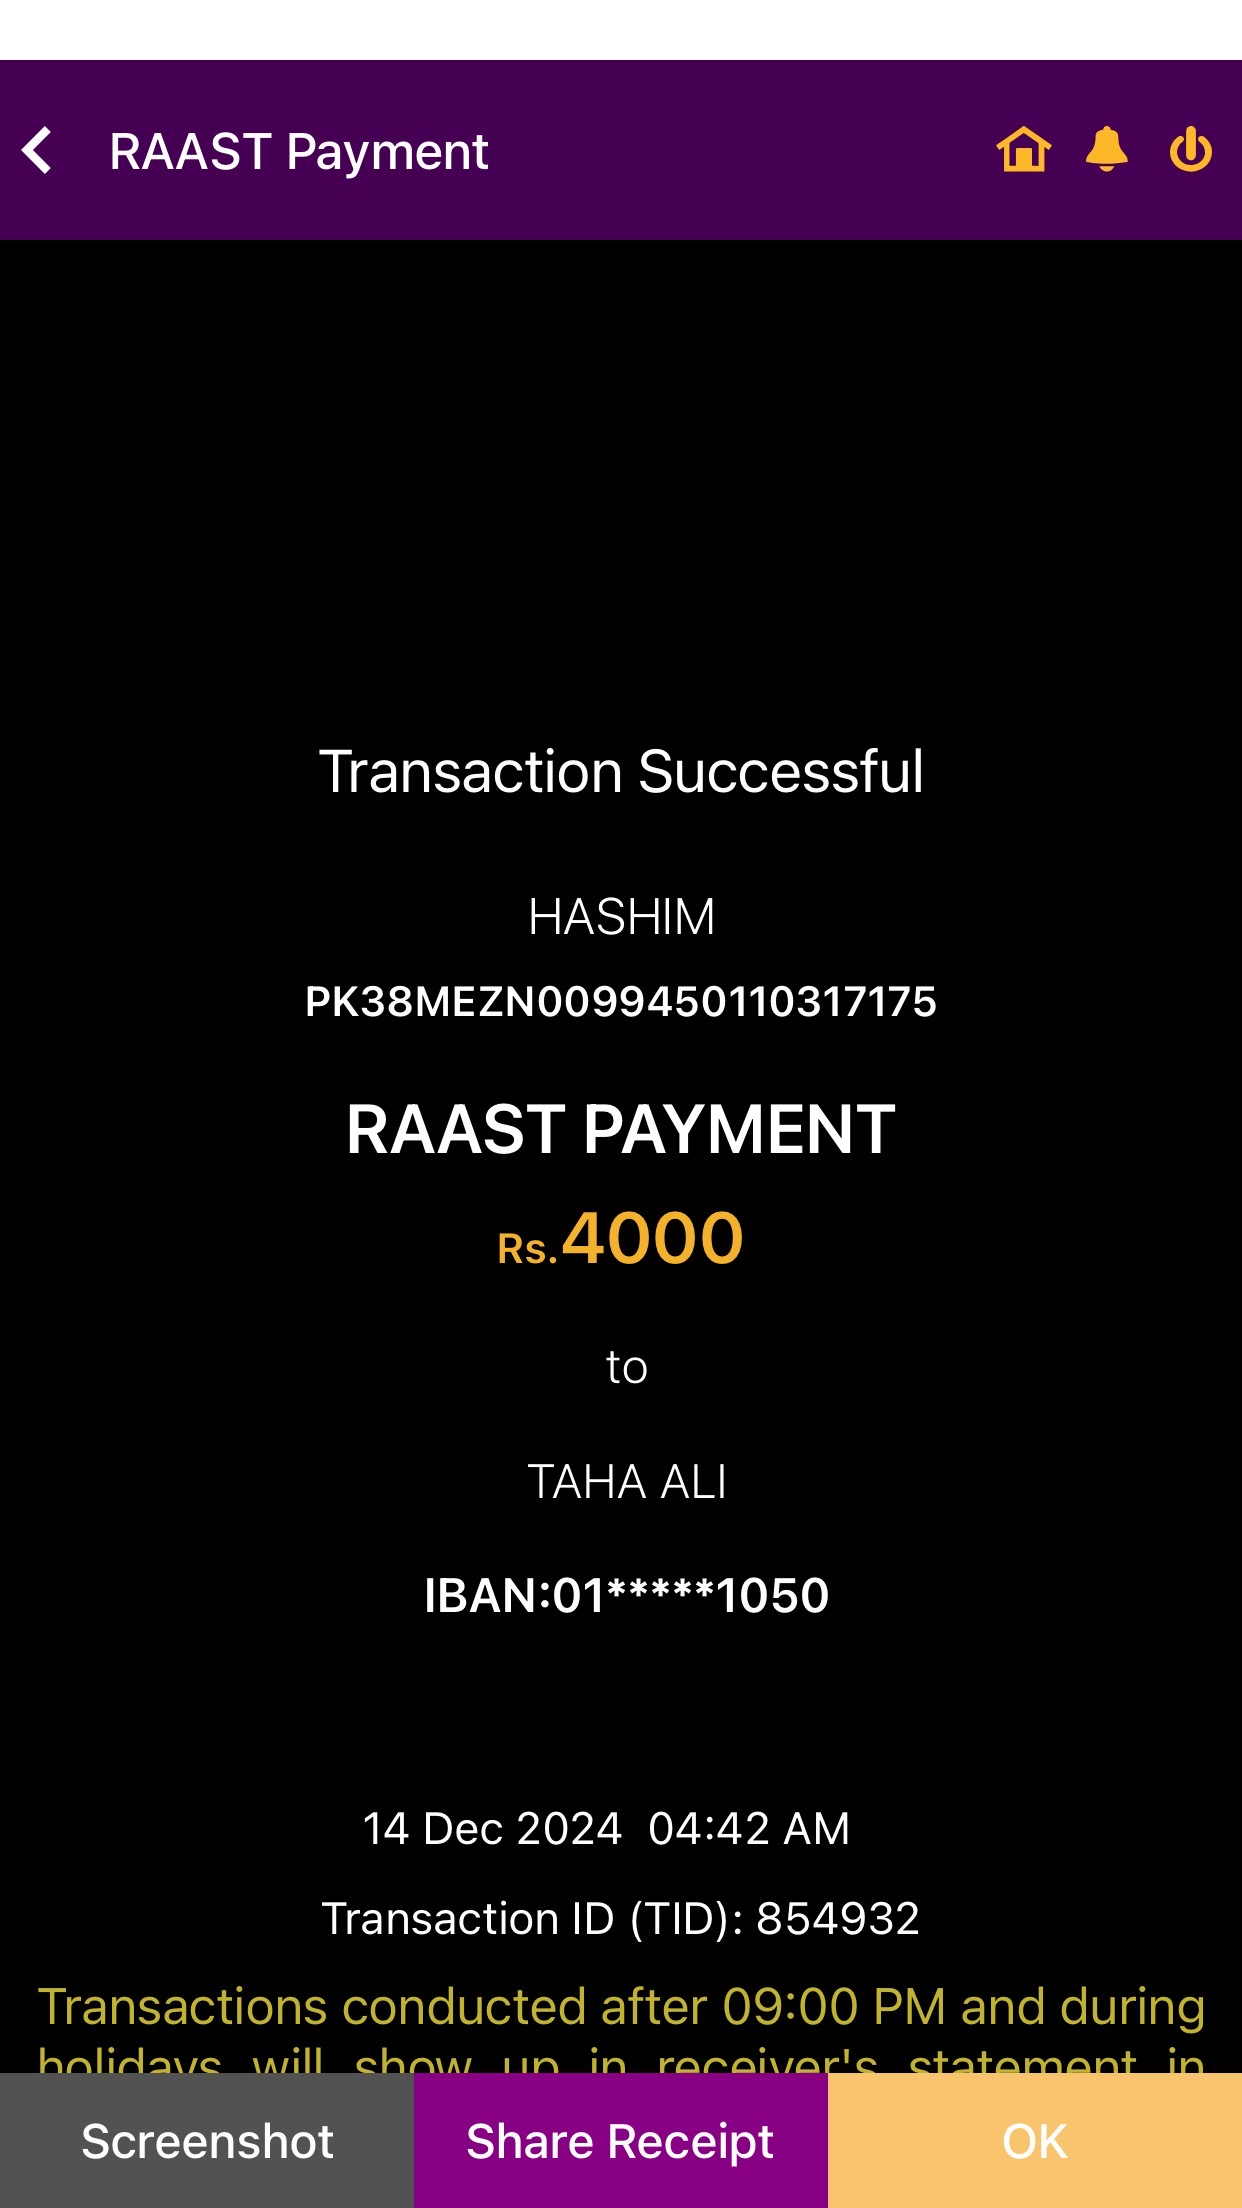 RAAST Payment
Transaction Successful
HASHIM
PK38MEZN0099450110317175
RAAST PAYMENT
Rs.4000
to
TAHA ALI
IBAN:01*****1050
14 Dec 2024  04:42 AM
Transaction ID (TID): 854932
Transactions conducted after 09:00 PM and during
holidays will show up in receiver's statement in
Screenshot
Share Receipt
OK